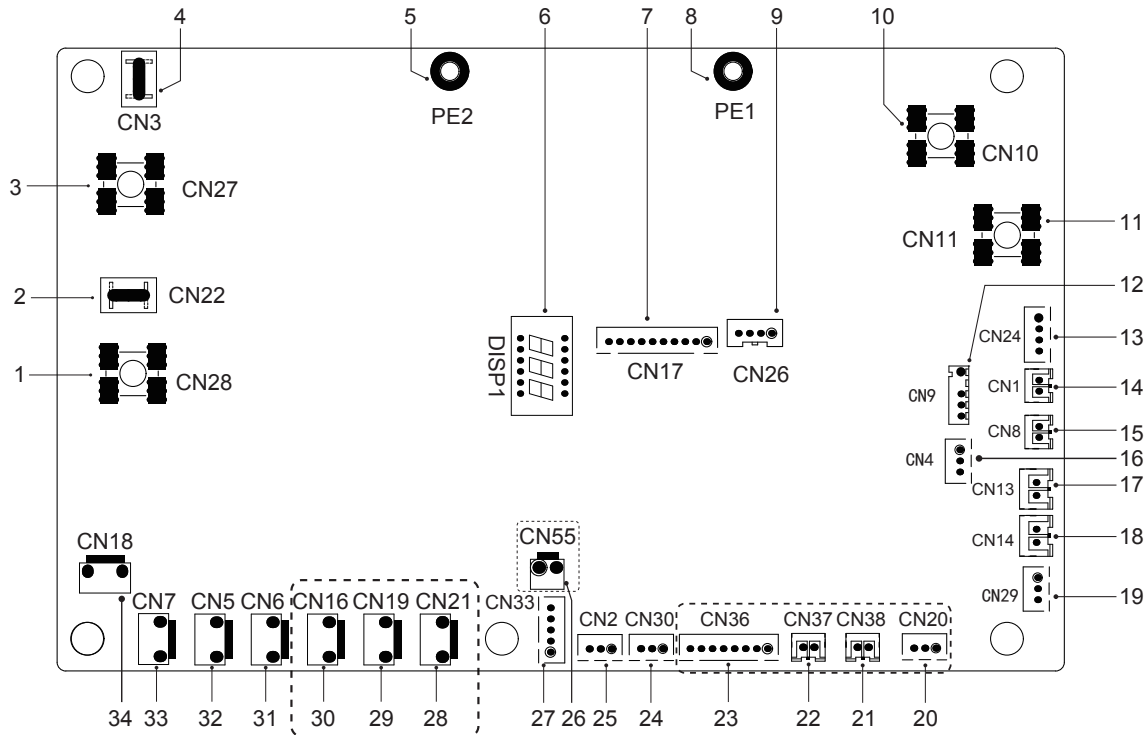 4 5 6 7 8 9 10
CN3
PE2
PE1
CN10
3
CN27
CN11
11
2
CN22
12
DISP1
CN17
CN26
CN24
13
1
CN28
CN9
CN1
14
CN8
15
CN4
16
CN13
17
CN18
CN55
CN14
18
CN7 CN5 CN6 CN16 CN19 CN21 CN33 CN2 CN30 CN36 CN37 CN38 CN20
CN29
19
34 33 32 31 30 29 28 27 26 25 24 23 22 21 20